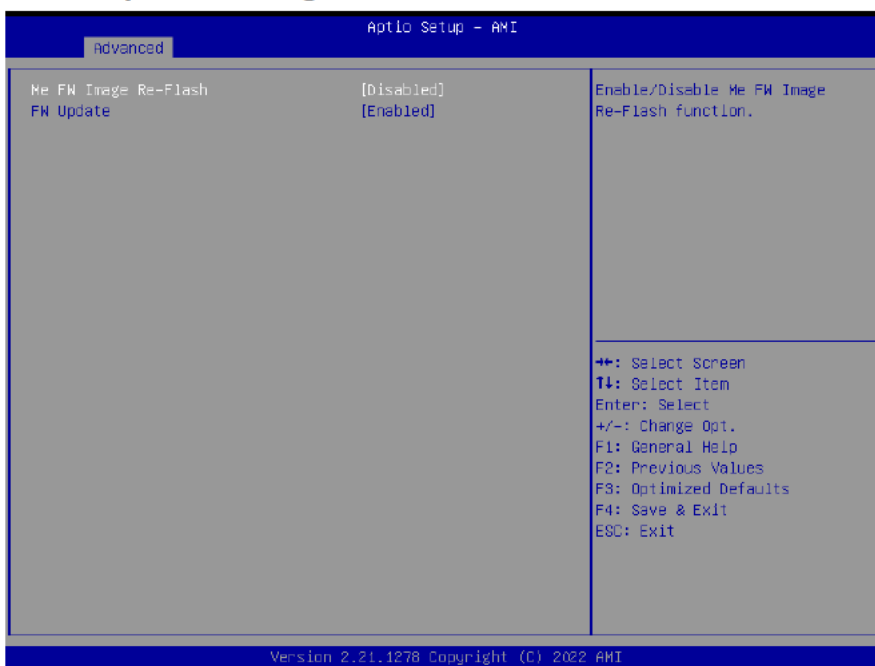 Aptio Setup - AMI
Advanced
Me FW Image Re-Flash [Disabled]
FW Update [Enabled]
Enable/Disable Me FW Image
Re-Flash function.
→←: Select Screen
↑↓: Select Item
Enter: Select
+/-: Change Opt.
F1: General Help
F2: Previous Values
F3: Optimized Defaults
F4: Save & Exit
ESC: Exit
Version 2.21.1278 Copyright (C) 2022 AMI